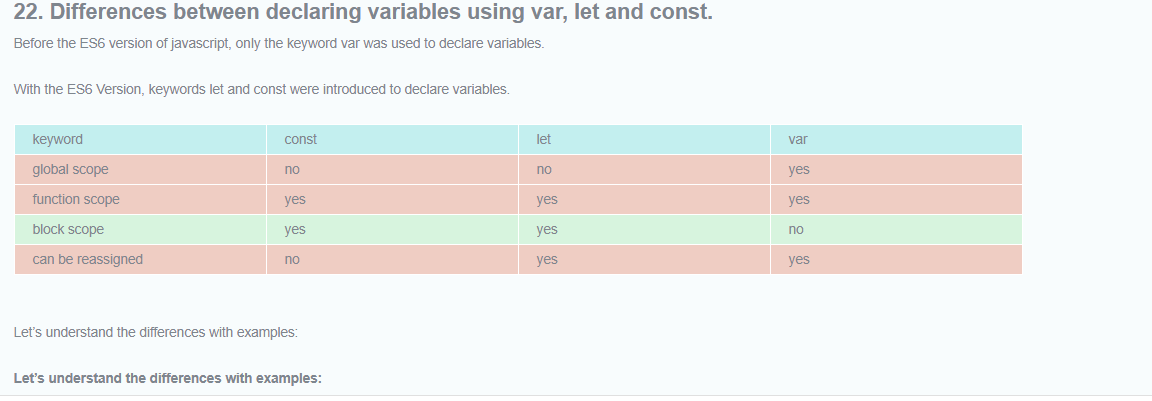 22. Differences between declaring variables using var, let and const.
Before the ES6 version of javascript, only the keyword var was used to declare variables.
With the ES6 Version, keywords let and const were introduced to declare variables.
keyword const let var
global scope no no yes
function scope yes yes yes
block scope yes yes no
can be reassigned no yes yes
Let's understand the differences with examples:
Let's understand the differences with examples: